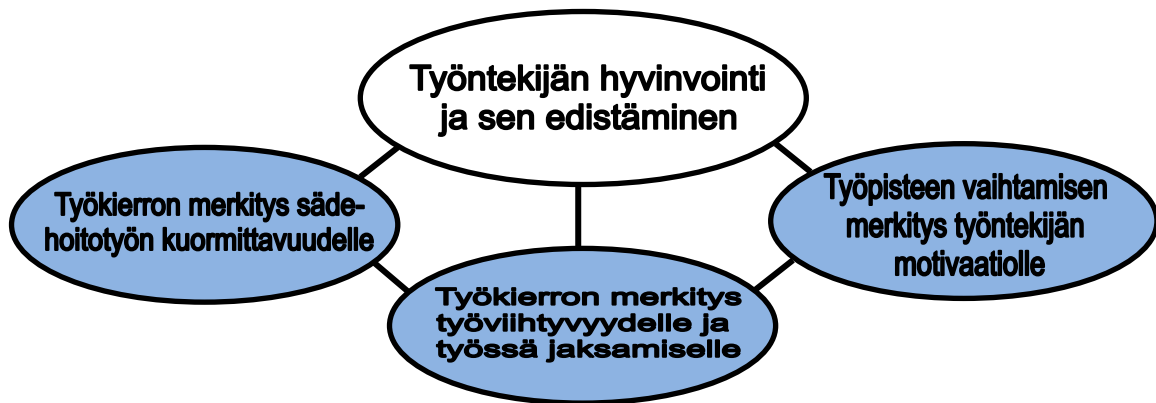 Työntekijän hyvinvointi
ja sen edistäminen
Työkierron merkitys säde-
hoitotyön kuormittavuudelle
Työkierron merkitys
työviihtyvyydelle ja
työssä jaksamiselle
Työpisteen vaihtamisen
merkitys työntekijän
motivaatiolle